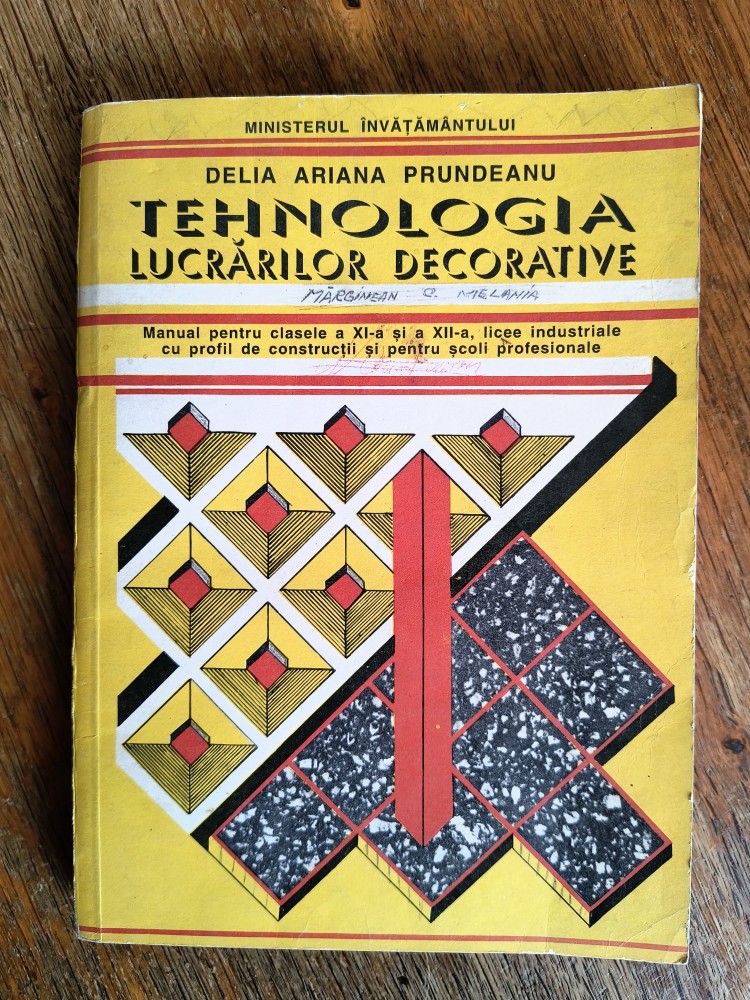 MINISTERUL ÎNVĂȚĂMÂNTULUI
DELIA ARIANA PRUNDEANU
TEHNOLOGIA
LUCRĂRILOR DECORATIVE
MĂRGINEAN C. MELANIA
Manual pentru clasele a XI-a și a XII-a, licee industriale
cu profil de construcții și pentru școli profesionale